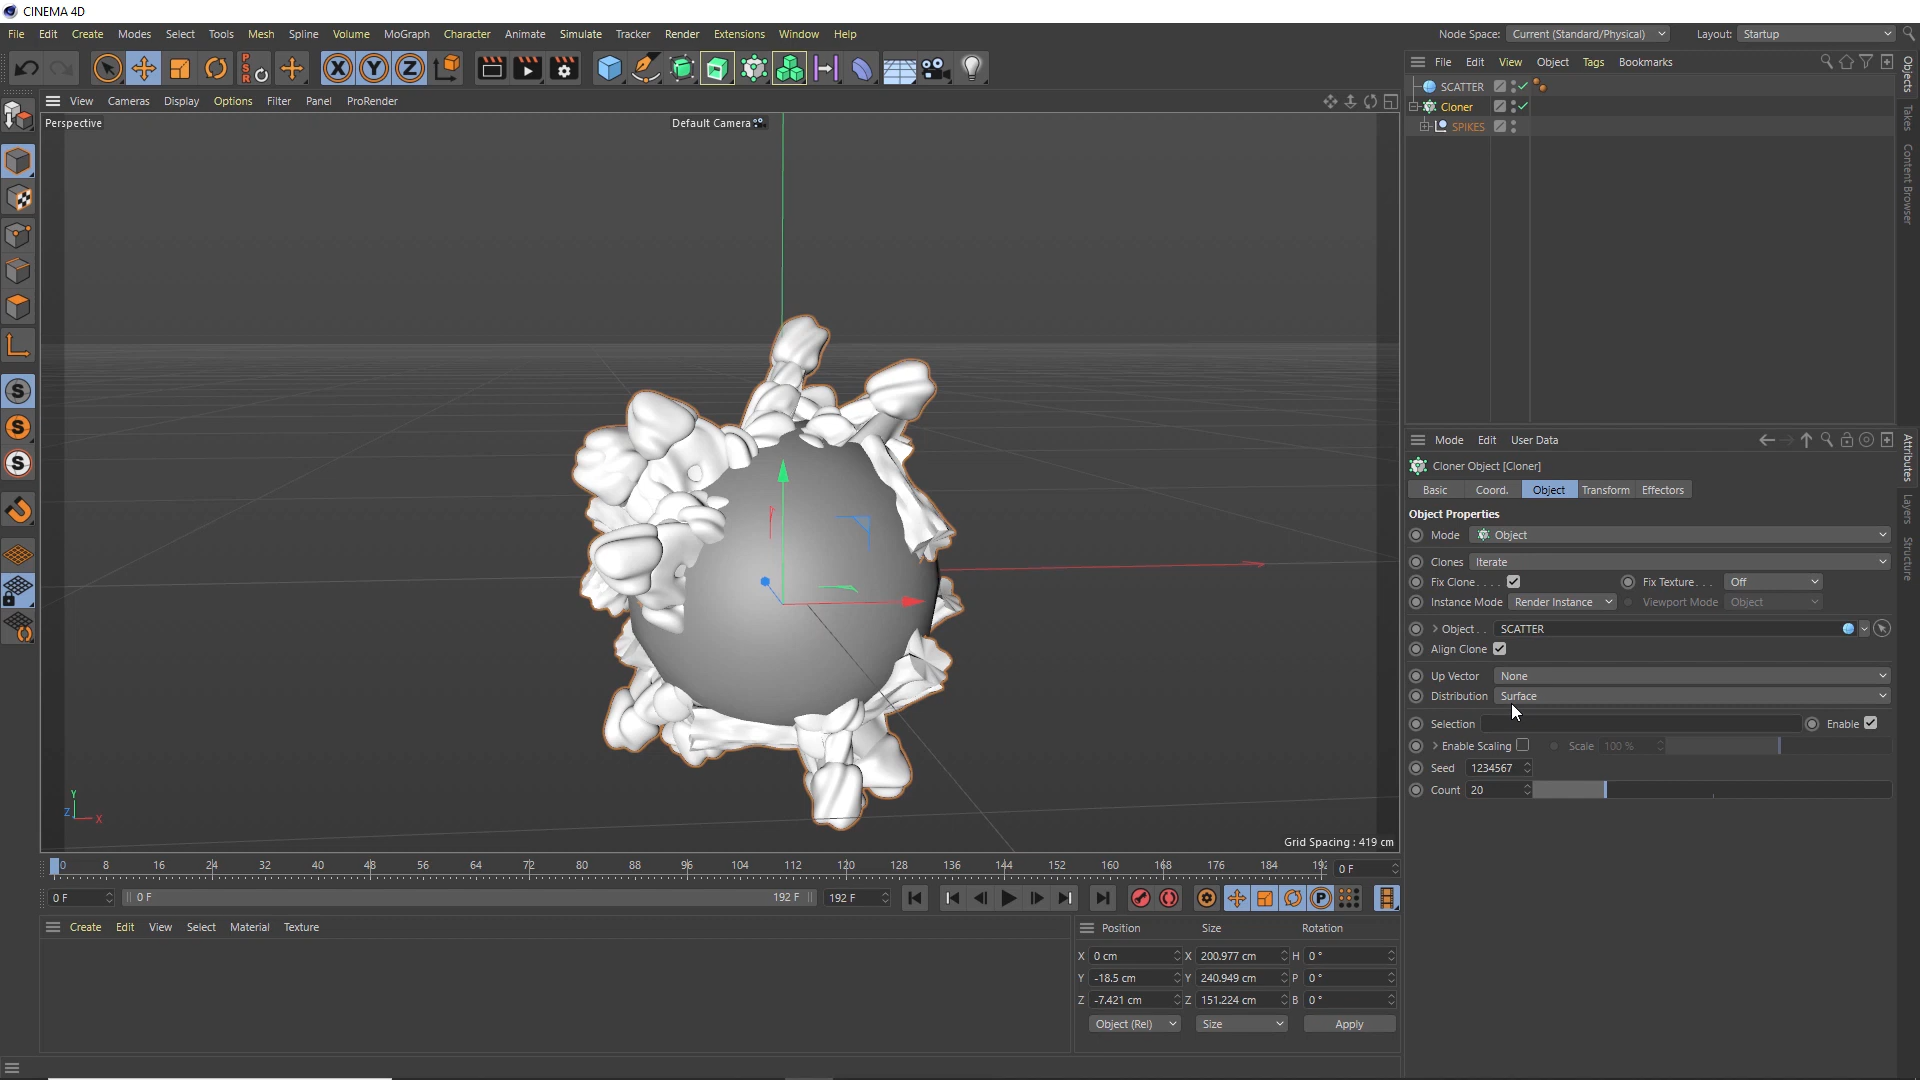 CINEMA 4D
File Edit Create Modes Select Tools Mesh Spline Volume MoGraph Character Animate Simulate Tracker Render Extensions Window Help
Node Space: Current (Standard/Physical) Layout: Startup
File Edit View Object Tags Bookmarks
SCATTER
Cloner
SPIKES
Objects
Takes
Content Browser
View Cameras Display Options Filter Panel ProRender
Perspective
Default Camera
Y
Z X
Grid Spacing : 419 cm
Mode Edit User Data
Attributes
Layers
Structure
Cloner Object [Cloner]
Basic Coord. Object Transform Effectors
Object Properties
Mode Object
Clones Iterate
Fix Clone. . . . Fix Texture. . . Off
Instance Mode Render Instance Viewport Mode Object
Object. . SCATTER
Align Clone
Up Vector None
Distribution Surface
Selection Enable
Enable Scaling Scale 100 %
Seed 1234567
Count 20
0 8 16 24 32 40 48 56 64 72 80 88 96 104 112 120 128 136 144 152 160 168 176 184 192 0 F
0 F 0 F 192 F 192 F
Create Edit View Select Material Texture
Position Size Rotation
X 0 cm X 200.977 cm H 0 °
Y -18.5 cm Y 240.949 cm P 0 °
Z -7.421 cm Z 151.224 cm B 0 °
Object (Rel) Size Apply